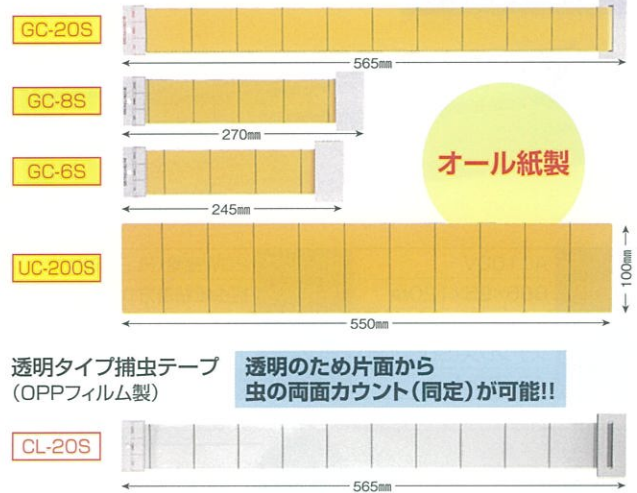 GC-20S
565㎜
GC-8S
270㎜
GC-6S
245㎜
オール紙製
UC-200S
100㎜
550㎜
透明タイプ捕虫テープ
（OPPフィルム製）
透明のため片面から
虫の両面カウント（同定）が可能!!
CL-20S
565㎜